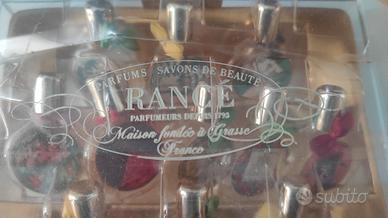 PARFUMS SAVONS DE BEAUTÉ
RANCÉ
PARFUMEURS DEPUIS 1795
Maison fondée à Grasse
France
subito